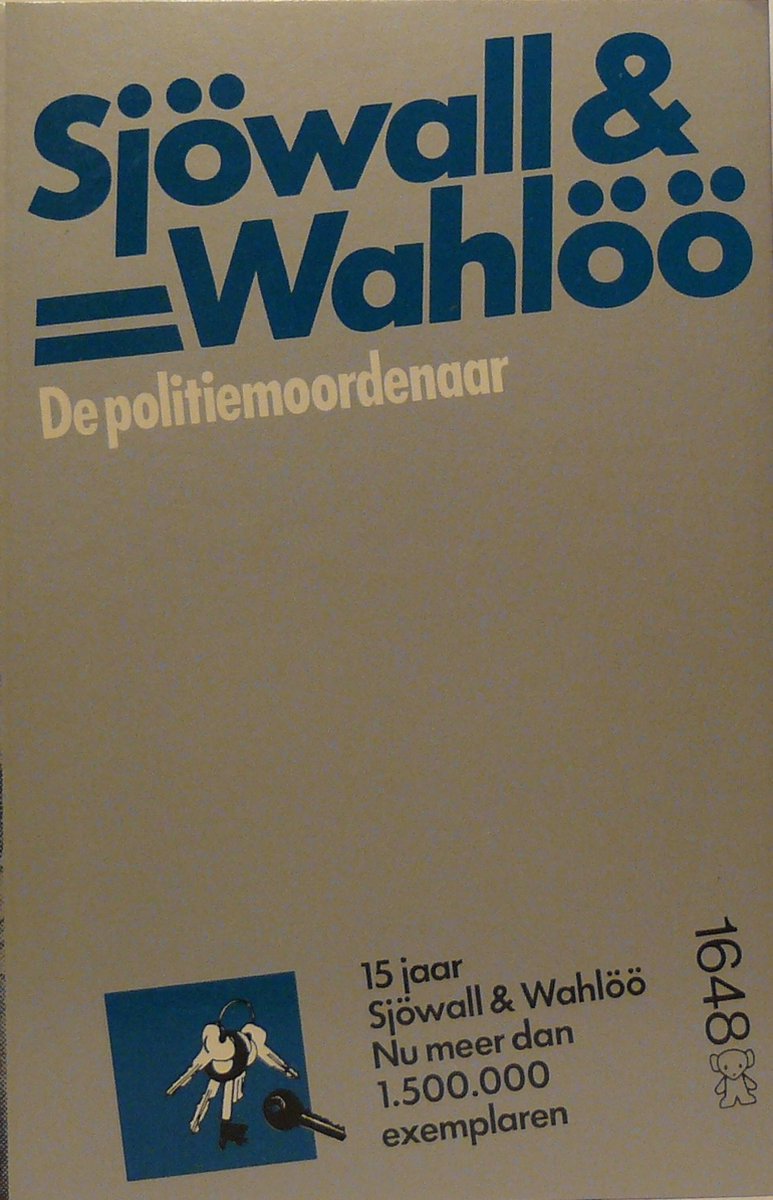 Sjöwall &
Wahlöö
De politiemoordenaar
15 jaar
Sjöwall & Wahlöö
Nu meer dan
1.500.000
exemplaren
1648